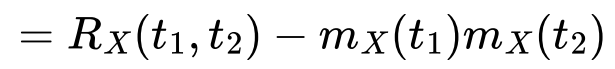 = R_X(t_1, t_2) − m_X(t_1)m_X(t_2)